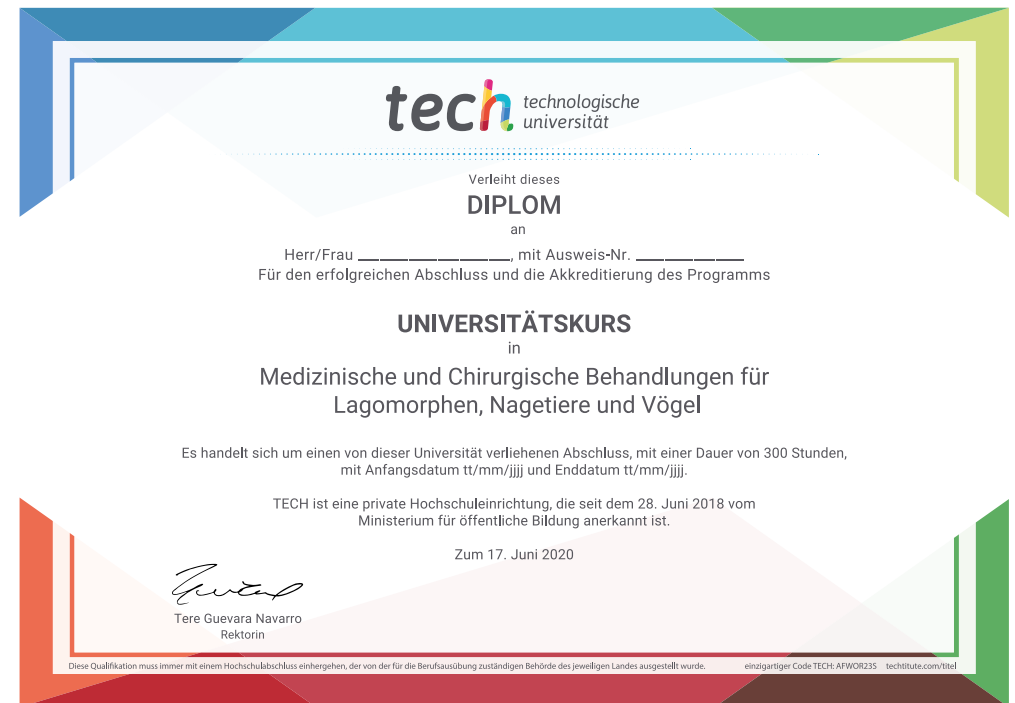 tech technologische
universität
Verleiht dieses
DIPLOM
an
Herr/Frau ____________________, mit Ausweis-Nr. ______________
Für den erfolgreichen Abschluss und die Akkreditierung des Programms
UNIVERSITÄTSKURS
in
Medizinische und Chirurgische Behandlungen für
Lagomorphen, Nagetiere und Vögel
Es handelt sich um einen von dieser Universität verliehenen Abschluss, mit einer Dauer von 300 Stunden,
mit Anfangsdatum tt/mm/jjjj und Enddatum tt/mm/jjjj.
TECH ist eine private Hochschuleinrichtung, die seit dem 28. Juni 2018 vom
Ministerium für öffentliche Bildung anerkannt ist.
Zum 17. Juni 2020
Tere Guevara Navarro
Rektorin
Diese Qualifikation muss immer mit einem Hochschulabschluss einhergehen, der von der für die Berufsausübung zuständigen Behörde des jeweiligen Landes ausgestellt wurde. einzigartiger Code TECH: AFWOR23S techtitute.com/titel